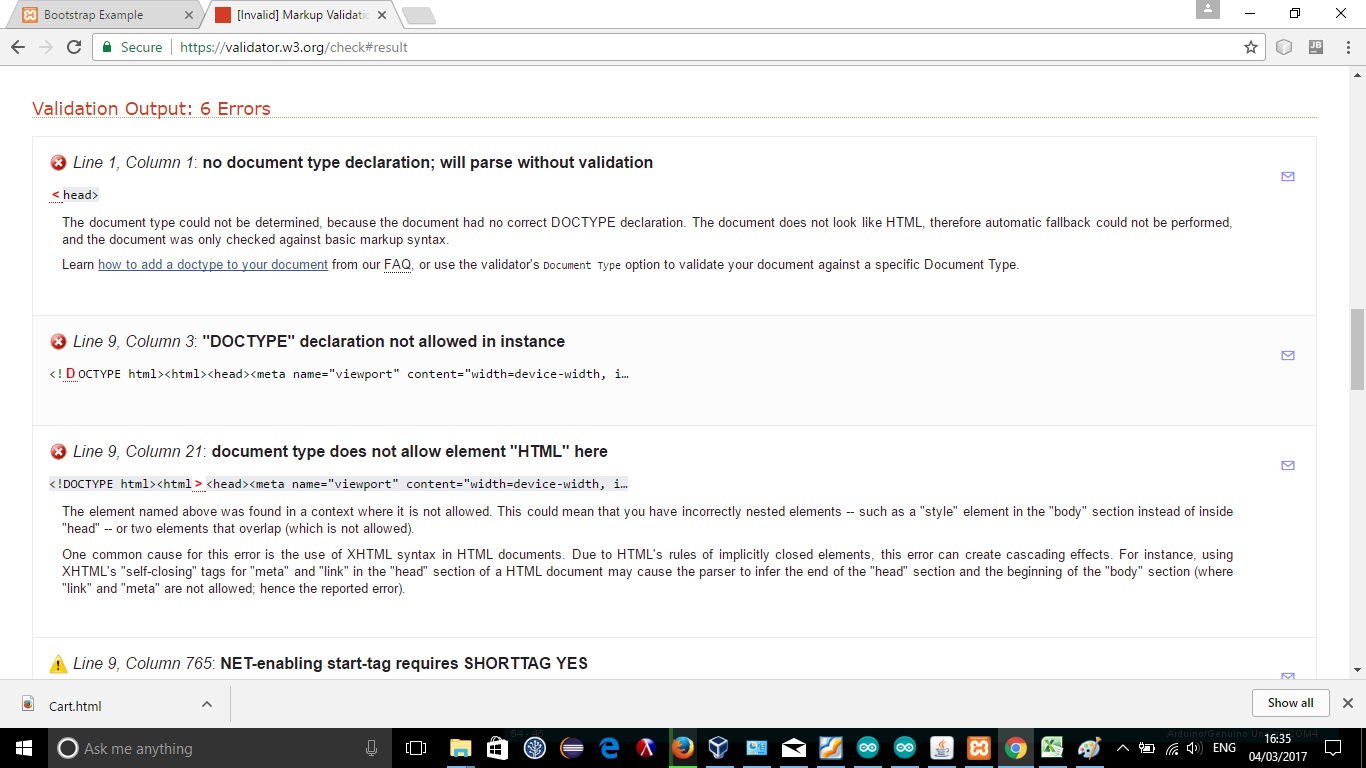 Bootstrap Example
[Invalid] Markup Validatio
Secure
https://validator.w3.org/check#result
JB
Validation Output: 6 Errors
Line 1, Column 1: no document type declaration; will parse without validation
<head>
The document type could not be determined, because the document had no correct DOCTYPE declaration. The document does not look like HTML, therefore automatic fallback could not be performed,
and the document was only checked against basic markup syntax.
Learn how to add a doctype to your document from our FAQ, or use the validator's Document Type option to validate your document against a specific Document Type.
Line 9, Column 3: "DOCTYPE" declaration not allowed in instance
<!DOCTYPE html><html><head><meta name="viewport" content="width=device-width, i…
Line 9, Column 21: document type does not allow element "HTML" here
<!DOCTYPE html><html><head><meta name="viewport" content="width=device-width, i…
The element named above was found in a context where it is not allowed. This could mean that you have incorrectly nested elements -- such as a "style" element in the "body" section instead of inside
"head" -- or two elements that overlap (which is not allowed).
One common cause for this error is the use of XHTML syntax in HTML documents. Due to HTML's rules of implicitly closed elements, this error can create cascading effects. For instance, using
XHTML's "self-closing" tags for "meta" and "link" in the "head" section of a HTML document may cause the parser to infer the end of the "head" section and the beginning of the "body" section (where
"link" and "meta" are not allowed; hence the reported error).
Line 9, Column 765: NET-enabling start-tag requires SHORTTAG YES
Cart.html
Show all
Ask me anything
ENG
16:35
04/03/2017